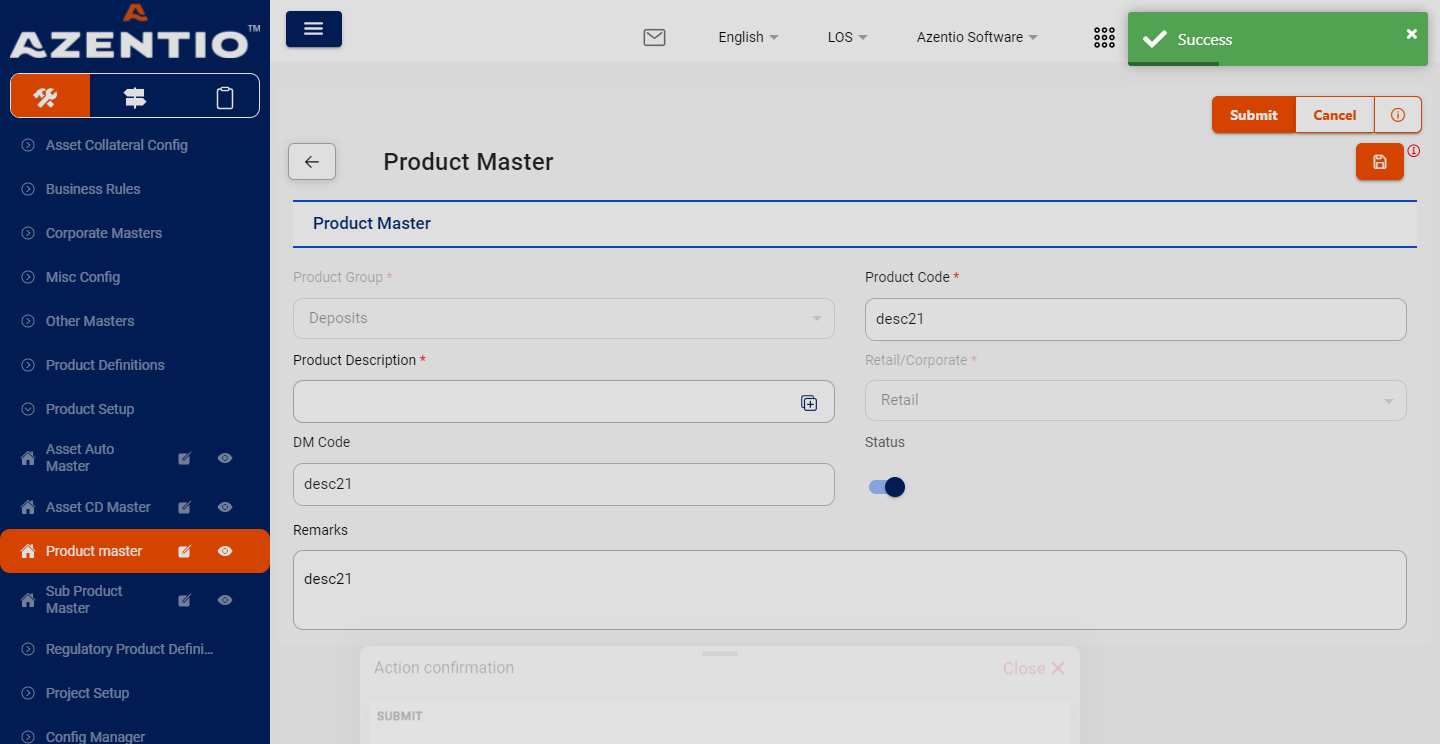 AZENTIO™
English
LOS
Azentio Software
Success
Submit
Cancel
Product Master
Product Master
Asset Collateral Config
Business Rules
Corporate Masters
Misc Config
Other Masters
Product Definitions
Product Setup
Asset Auto
Master
Asset CD Master
Product master
Sub Product
Master
Regulatory Product Defini...
Project Setup
Config Manager
Product Group *
Deposits
Product Code *
desc21
Product Description *
Retail/Corporate *
Retail
DM Code
desc21
Status
Remarks
desc21
Action confirmation
Close
SUBMIT